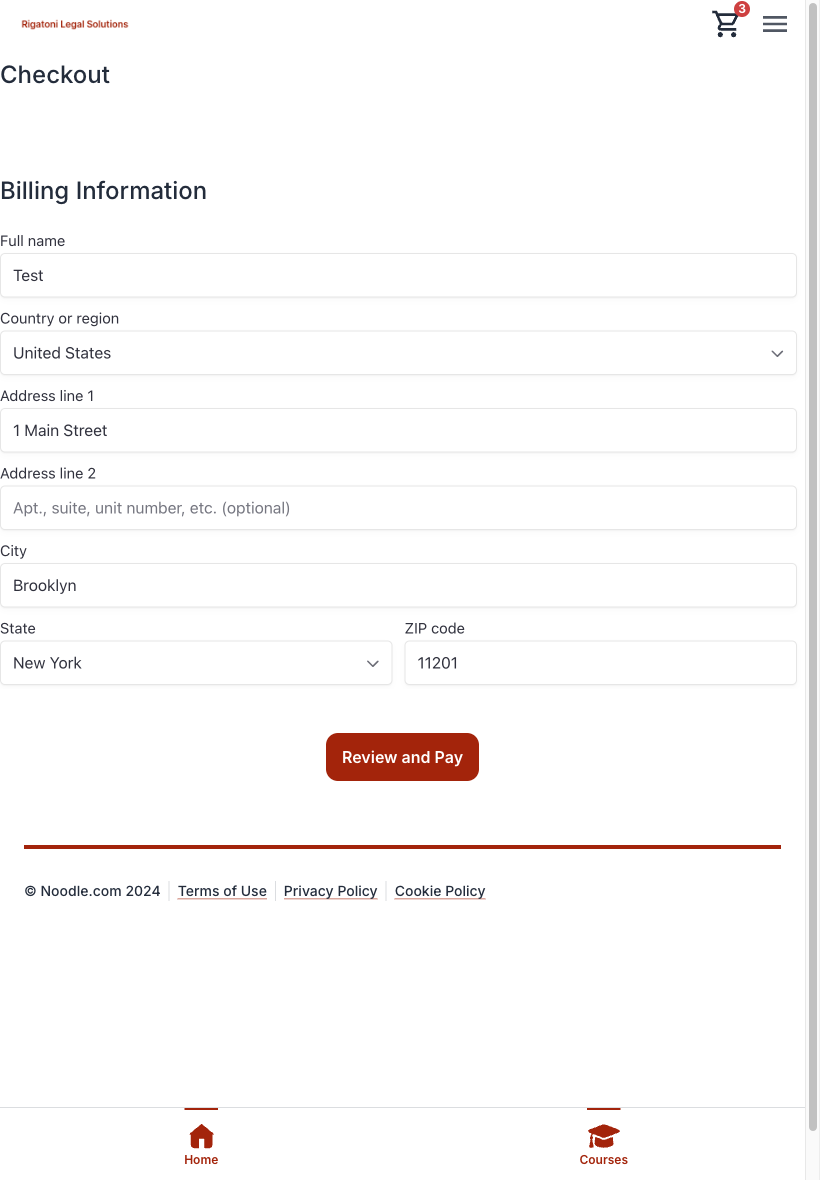 Rigatoni Legal Solutions
3
Checkout
Billing Information
Full name
Test
Country or region
United States
Address line 1
1 Main Street
Address line 2
Apt., suite, unit number, etc. (optional)
City
Brooklyn
State ZIP code
New York 11201
Review and Pay
© Noodle.com 2024 Terms of Use Privacy Policy Cookie Policy
Home Courses